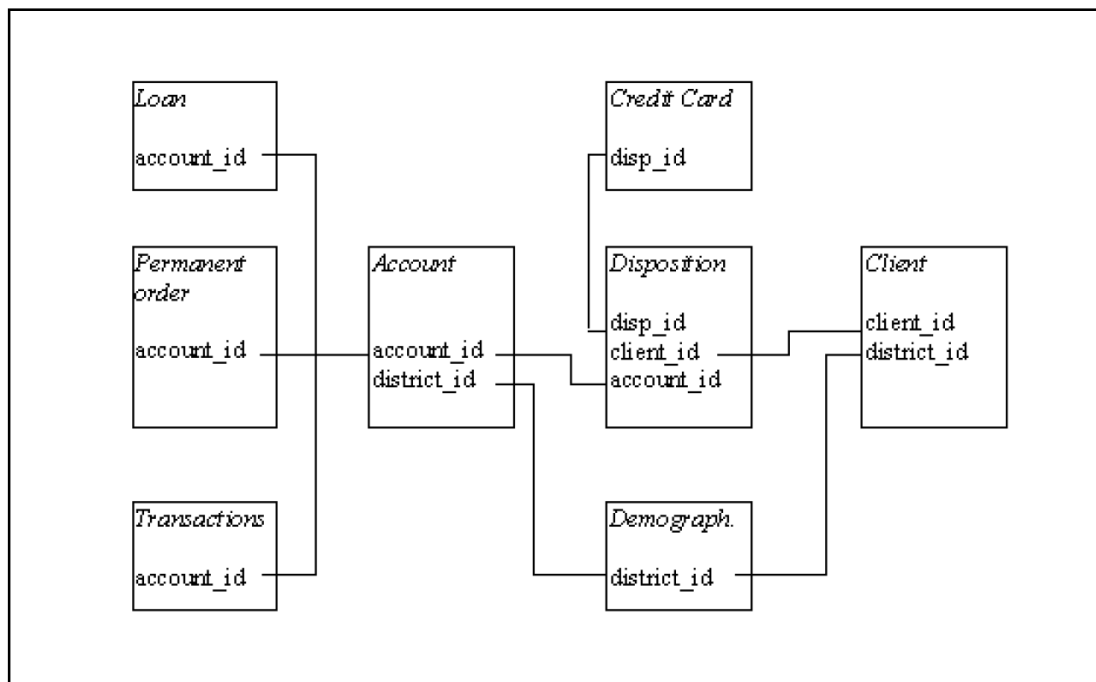 Loan
account_id
Credit Card
disp_id
Permanent
order
account_id
Account
account_id
district_id
Disposition
disp_id
client_id
account_id
Client
client_id
district_id
Transactions
account_id
Demograph.
district_id